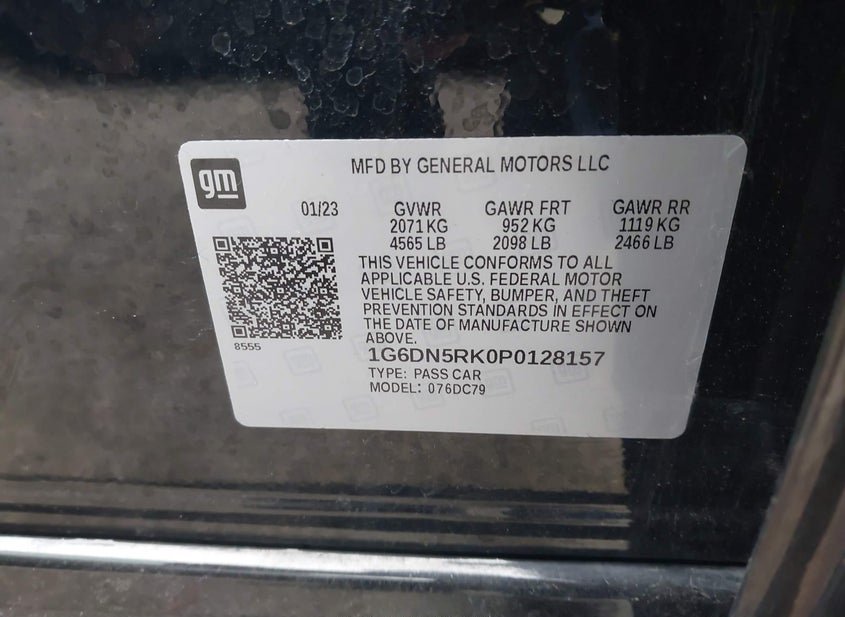 gm
MFD BY GENERAL MOTORS LLC
01/23 GVWR GAWR FRT GAWR RR
2071 KG 952 KG 1119 KG
4565 LB 2098 LB 2466 LB
THIS VEHICLE CONFORMS TO ALL
APPLICABLE U.S. FEDERAL MOTOR
VEHICLE SAFETY, BUMPER, AND THEFT
PREVENTION STANDARDS IN EFFECT ON
THE DATE OF MANUFACTURE SHOWN
ABOVE.
8555
1G6DN5RK0P0128157
TYPE: PASS CAR
MODEL: 076DC79